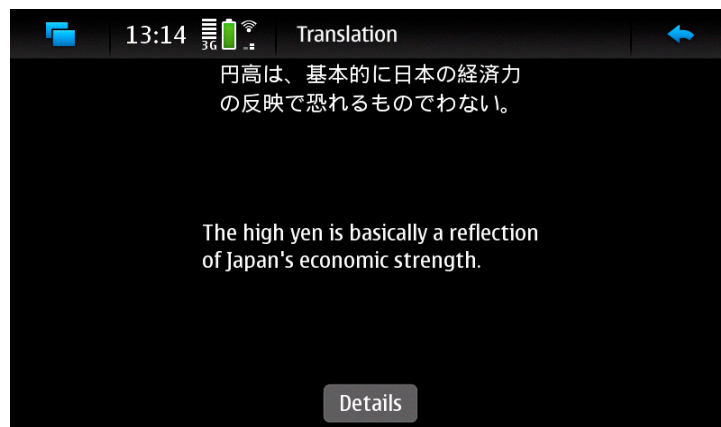 13:14 3G Translation
円高は、基本的に日本の経済力
の反映で恐れるものでわない。
The high yen is basically a reflection
of Japan's economic strength.
Details